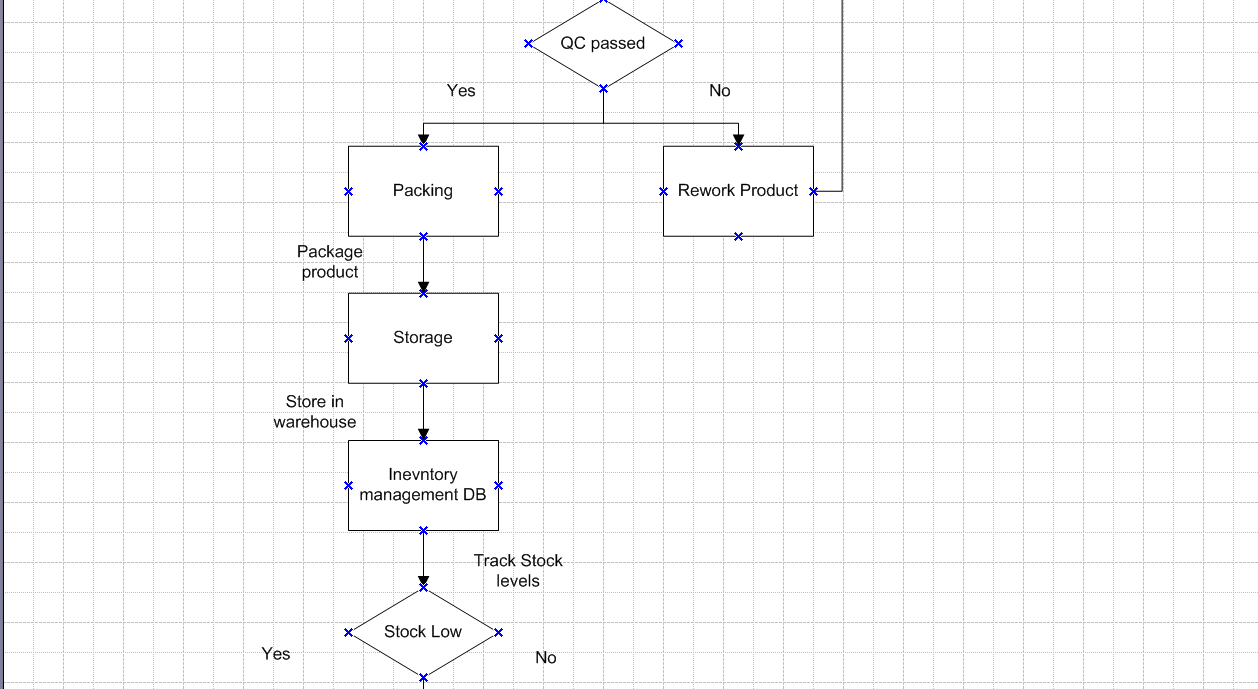 QC passed
Yes
No
Packing
Rework Product
Package
product
Storage
Store in
warehouse
Inevntory
management DB
Track Stock
levels
Stock Low
Yes
No